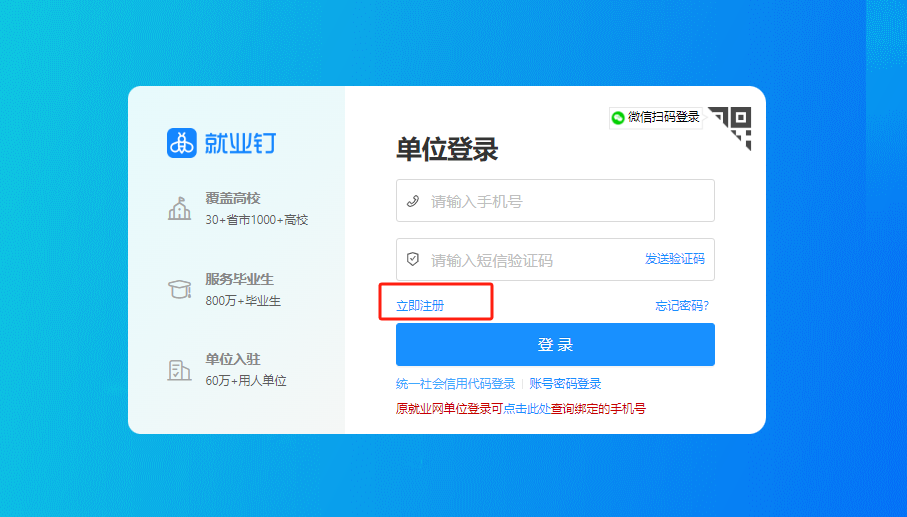 就业钉
覆盖高校
30+省市1000+高校
服务毕业生
800万+毕业生
单位入驻
60万+用人单位
微信扫码登录
单位登录
请输入手机号
请输入短信验证码
发送验证码
立即注册
忘记密码?
登 录
统一社会信用代码登录
账号密码登录
原就业网单位登录可点击此处查询绑定的手机号